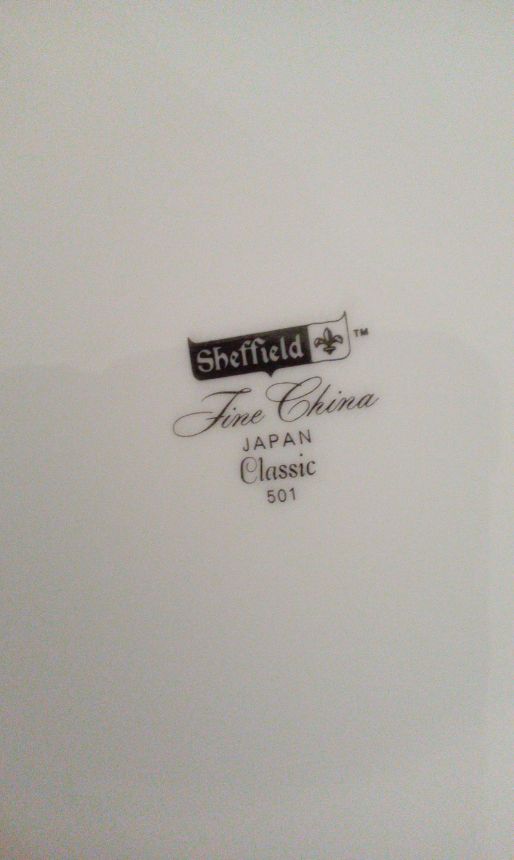 Sheffield ™
Fine China
JAPAN
Classic
501